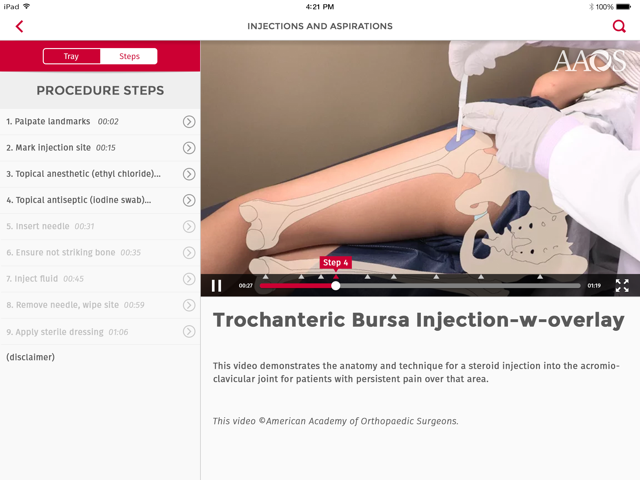 iPad 4:21 PM 100%
INJECTIONS AND ASPIRATIONS
Tray Steps
PROCEDURE STEPS
1. Palpate landmarks 00:02
2. Mark injection site 00:15
3. Topical anesthetic (ethyl chloride)...
4. Topical antiseptic (iodine swab)...
5. Insert needle 00:31
6. Ensure not striking bone 00:35
7. Inject fluid 00:45
8. Remove needle, wipe site 00:59
9. Apply sterile dressing 01:06
(disclaimer)
AAOS
Step 4
00:27 01:19
Trochanteric Bursa Injection-w-overlay
This video demonstrates the anatomy and technique for a steroid injection into the acromio-
clavicular joint for patients with persistent pain over that area.
This video ©American Academy of Orthopaedic Surgeons.